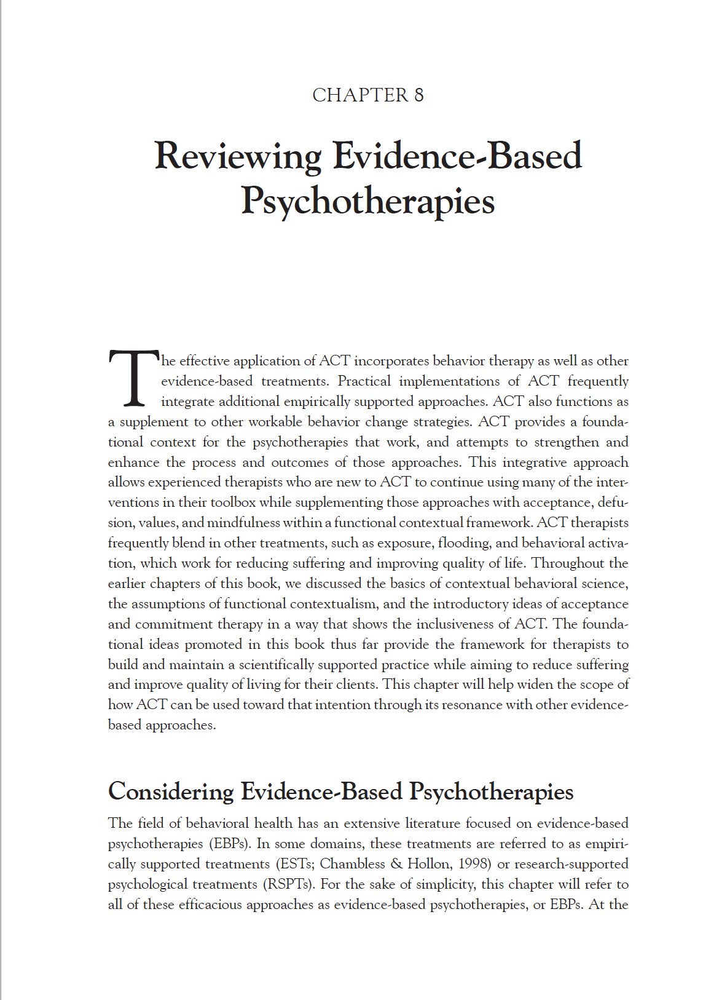 CHAPTER 8
Reviewing Evidence-Based
Psychotherapies
The effective application of ACT incorporates behavior therapy as well as other
evidence-based treatments. Practical implementations of ACT frequently
integrate additional empirically supported approaches. ACT also functions as
a supplement to other workable behavior change strategies. ACT provides a founda-
tional context for the psychotherapies that work, and attempts to strengthen and
enhance the process and outcomes of those approaches. This integrative approach
allows experienced therapists who are new to ACT to continue using many of the inter-
ventions in their toolbox while supplementing those approaches with acceptance, defu-
sion, values, and mindfulness within a functional contextual framework. ACT therapists
frequently blend in other treatments, such as exposure, flooding, and behavioral activa-
tion, which work for reducing suffering and improving quality of life. Throughout the
earlier chapters of this book, we discussed the basics of contextual behavioral science,
the assumptions of functional contextualism, and the introductory ideas of acceptance
and commitment therapy in a way that shows the inclusiveness of ACT. The founda-
tional ideas promoted in this book thus far provide the framework for therapists to
build and maintain a scientifically supported practice while aiming to reduce suffering
and improve quality of living for their clients. This chapter will help widen the scope of
how ACT can be used toward that intention through its resonance with other evidence-
based approaches.
Considering Evidence-Based Psychotherapies
The field of behavioral health has an extensive literature focused on evidence-based
psychotherapies (EBPs). In some domains, these treatments are referred to as empiri-
cally supported treatments (ESTs; Chambless & Hollon, 1998) or research-supported
psychological treatments (RSPTs). For the sake of simplicity, this chapter will refer to
all of these efficacious approaches as evidence-based psychotherapies, or EBPs. At the